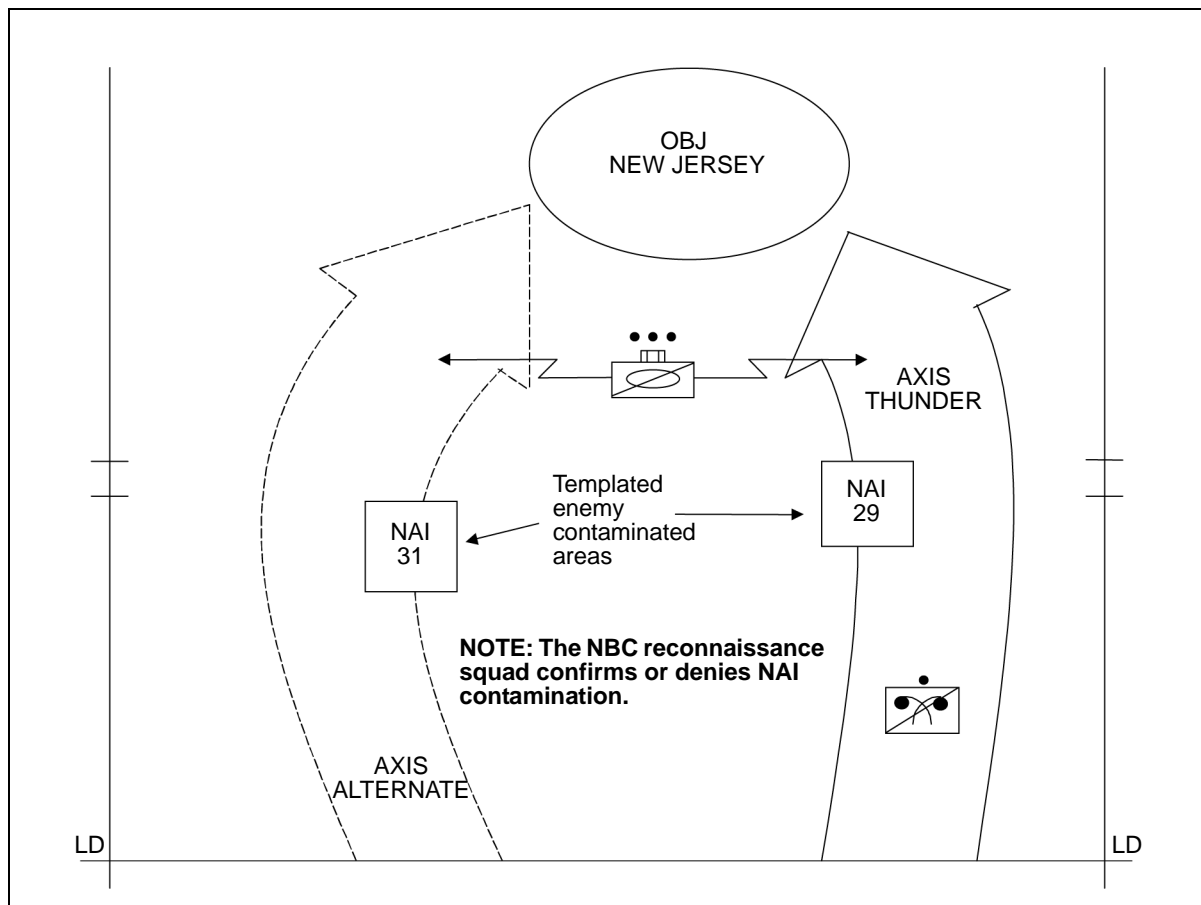 OBJ
NEW JERSEY
AXIS
THUNDER
Templated
enemy
contaminated
areas
NAI
29
NAI
31
NOTE: The NBC reconnaissance
squad confirms or denies NAI
contamination.
AXIS
ALTERNATE
LD
LD